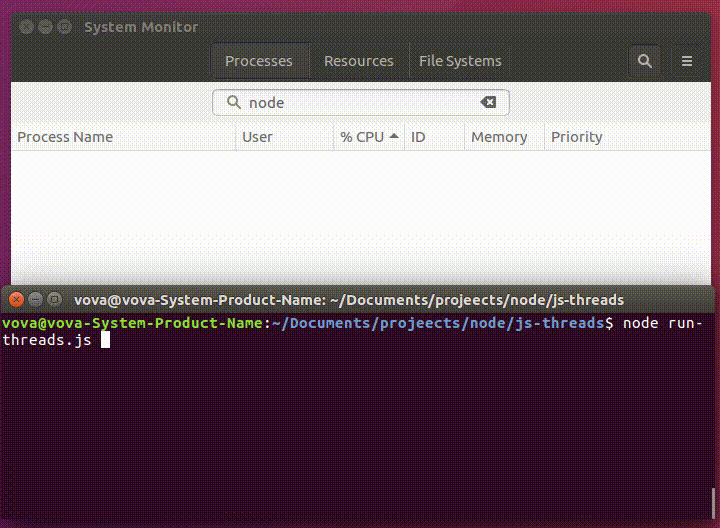 System Monitor
Processes Resources File Systems
node
Process Name User % CPU ID Memory Priority
vova@vova-System-Product-Name: ~/Documents/projeects/node/js-threads
vova@vova-System-Product-Name:~/Documents/projeects/node/js-threads$ node run-
threads.js